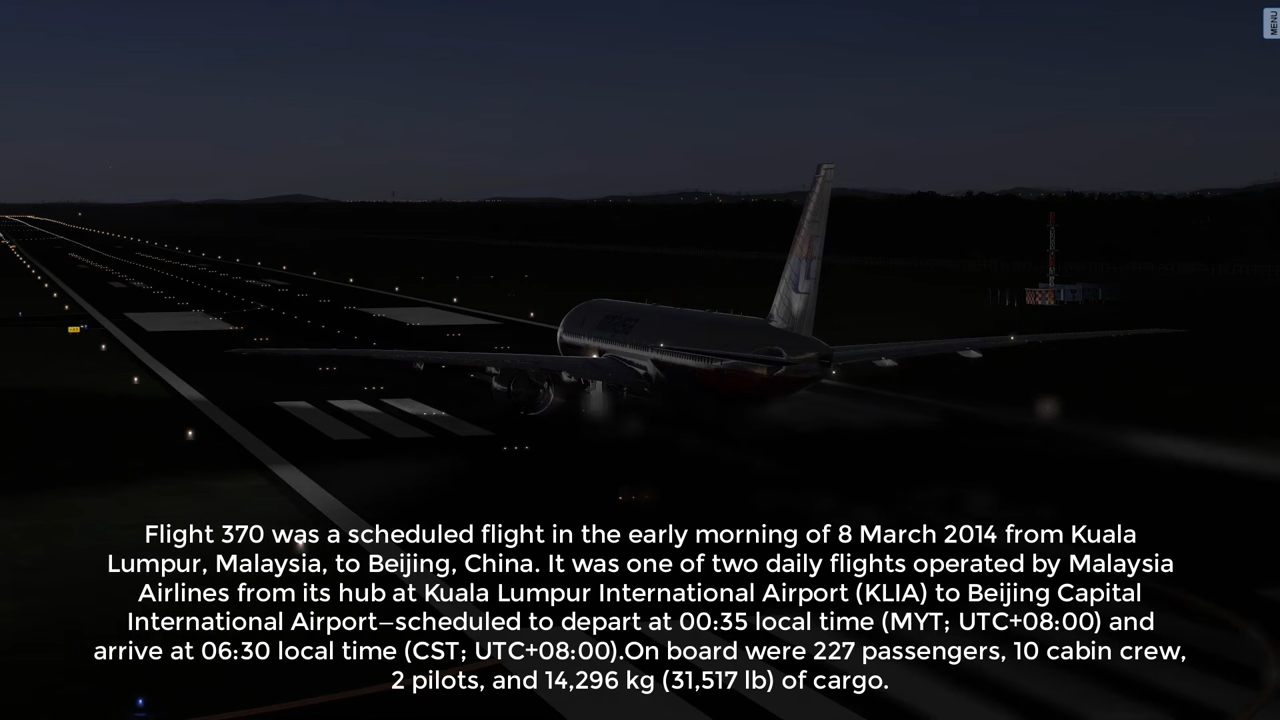 MENU
Flight 370 was a scheduled flight in the early morning of 8 March 2014 from Kuala
Lumpur, Malaysia, to Beijing, China. It was one of two daily flights operated by Malaysia
Airlines from its hub at Kuala Lumpur International Airport (KLIA) to Beijing Capital
International Airport—scheduled to depart at 00:35 local time (MYT; UTC+08:00) and
arrive at 06:30 local time (CST; UTC+08:00).On board were 227 passengers, 10 cabin crew,
2 pilots, and 14,296 kg (31,517 lb) of cargo.